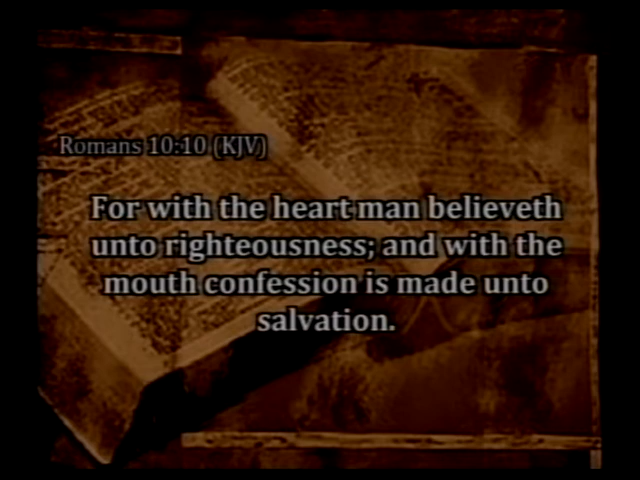 Romans 10:10 (KJV)
For with the heart man believeth
unto righteousness; and with the
mouth confession is made unto
salvation.